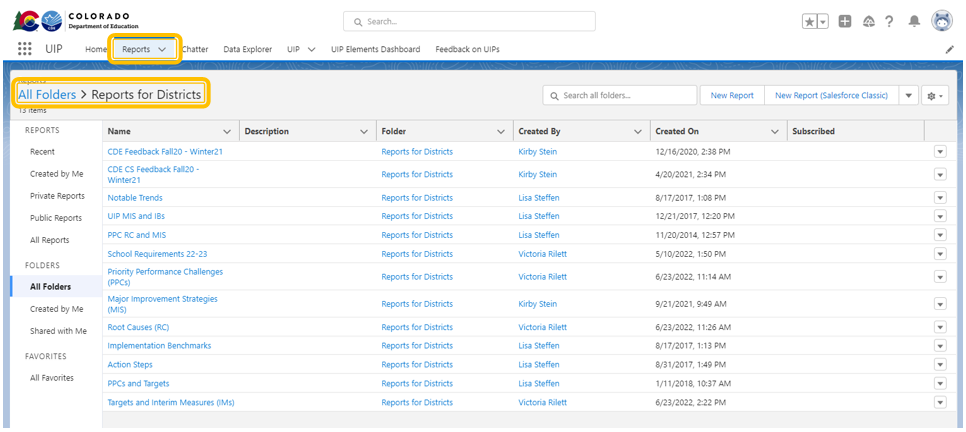 COLORADO
Department of Education
CDE
Search...
UIP
Home
Reports
Chatter
Data Explorer
UIP
UIP Elements Dashboard
Feedback on UIPs
Reports
All Folders > Reports for Districts
13 items
Search all folders...
New Report
New Report (Salesforce Classic)
REPORTS
Recent
Created by Me
Private Reports
Public Reports
All Reports
FOLDERS
All Folders
Created by Me
Shared with Me
FAVORITES
All Favorites
Name Description Folder Created By Created On Subscribed
CDE Feedback Fall20 - Winter21 Reports for Districts Kirby Stein 12/16/2020, 2:38 PM
CDE CS Feedback Fall20 -
Winter21 Reports for Districts Kirby Stein 4/20/2021, 2:34 PM
Notable Trends Reports for Districts Lisa Steffen 8/17/2017, 1:08 PM
UIP MIS and IBs Reports for Districts Lisa Steffen 12/21/2017, 12:20 PM
PPC RC and MIS Reports for Districts Lisa Steffen 11/20/2014, 12:57 PM
School Requirements 22-23 Reports for Districts Victoria Rilett 5/10/2022, 1:50 PM
Priority Performance Challenges
(PPCs) Reports for Districts Victoria Rilett 6/23/2022, 11:14 AM
Major Improvement Strategies
(MIS) Reports for Districts Kirby Stein 9/21/2021, 9:49 AM
Root Causes (RC) Reports for Districts Victoria Rilett 6/23/2022, 11:26 AM
Implementation Benchmarks Reports for Districts Lisa Steffen 8/17/2017, 1:13 PM
Action Steps Reports for Districts Lisa Steffen 8/31/2017, 1:49 PM
PPCs and Targets Reports for Districts Lisa Steffen 1/11/2018, 10:37 AM
Targets and Interim Measures (IMs) Reports for Districts Victoria Rilett 6/23/2022, 2:22 PM